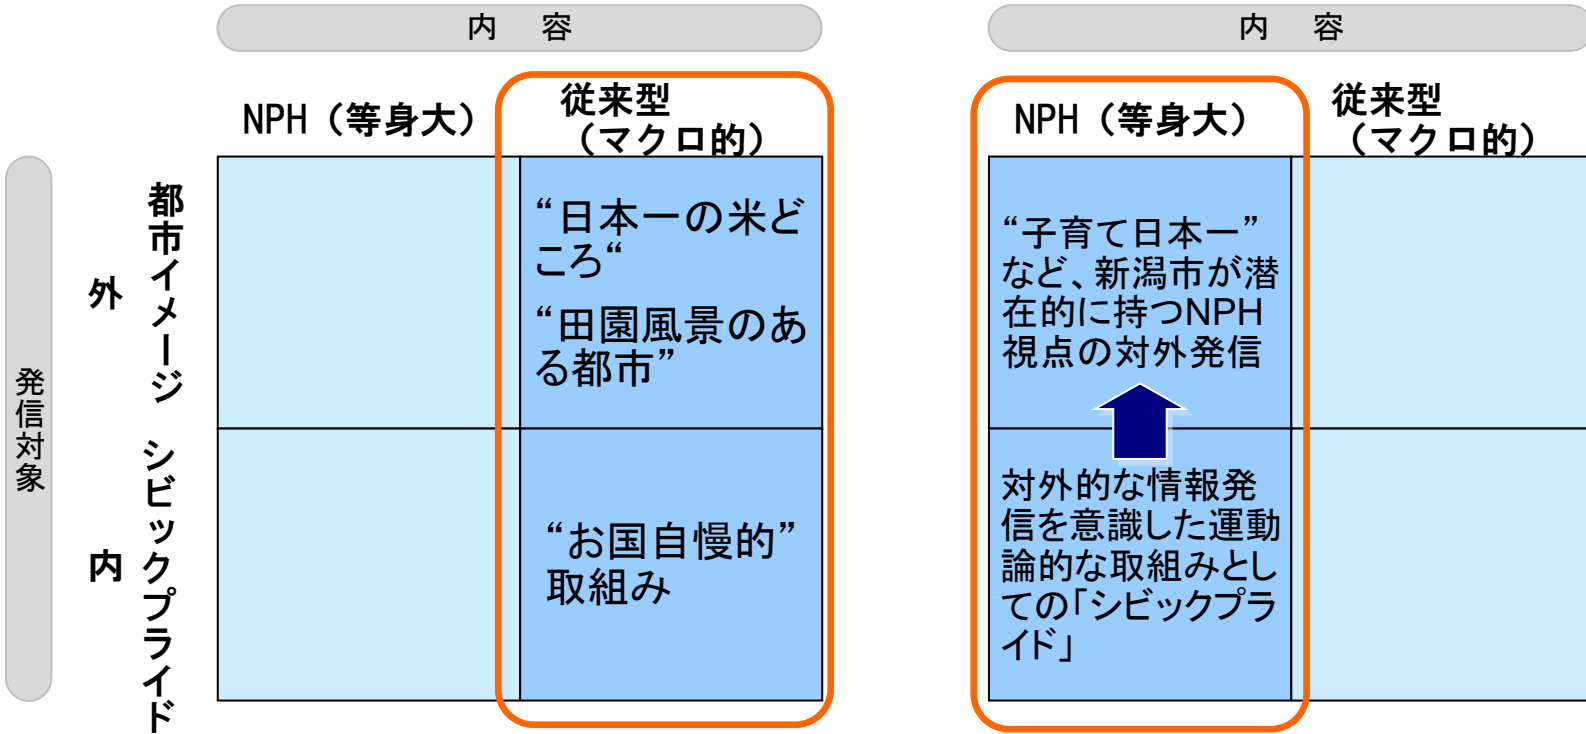 内　容
内　容
NPH（等身大）
従来型
（マクロ的）
NPH（等身大）
従来型
（マクロ的）
発信対象
外
都市イメージ
内
シビックプライド
“日本一の米ど
ころ“
“田園風景のあ
る都市”
“お国自慢的”
取組み
“子育て日本一”
など、新潟市が潜
在的に持つNPH
視点の対外発信
対外的な情報発
信を意識した運動
論的な取組みとし
ての「シビックプラ
イド」